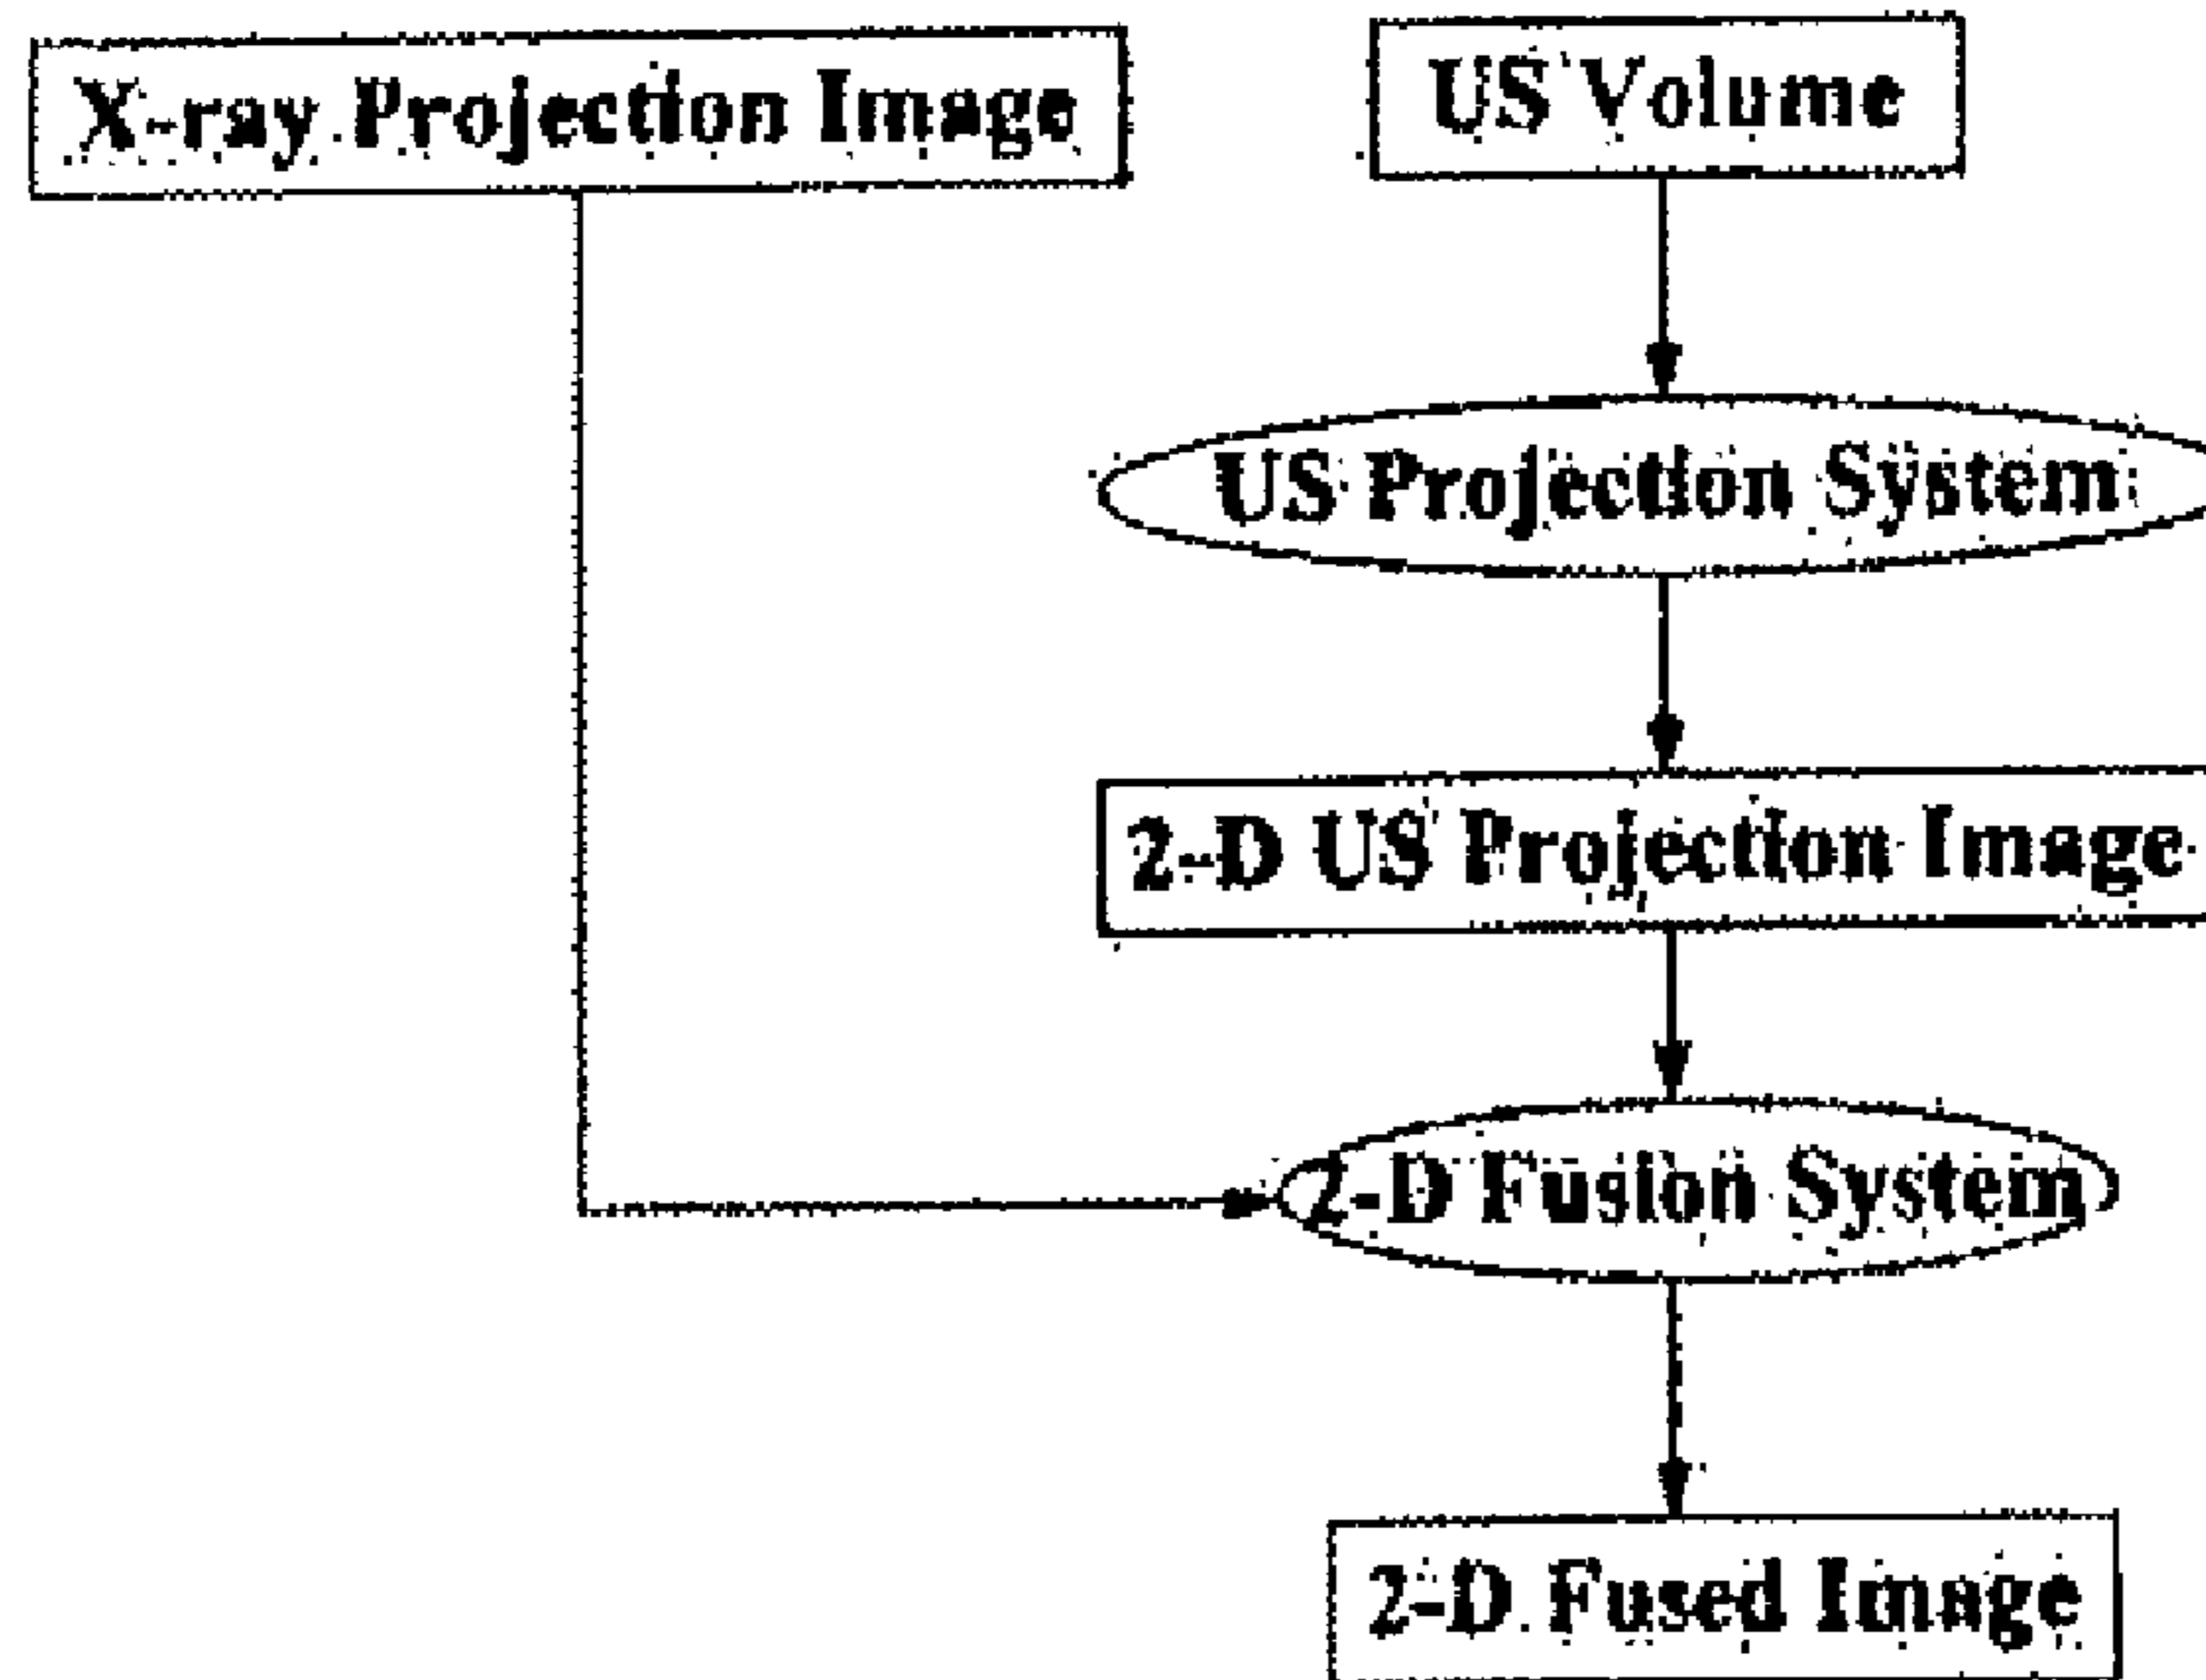 X-ray Projection Image
US Volume
US Projection System
2-D US Projection Image
2-D Fusion System
2-D Fused Image